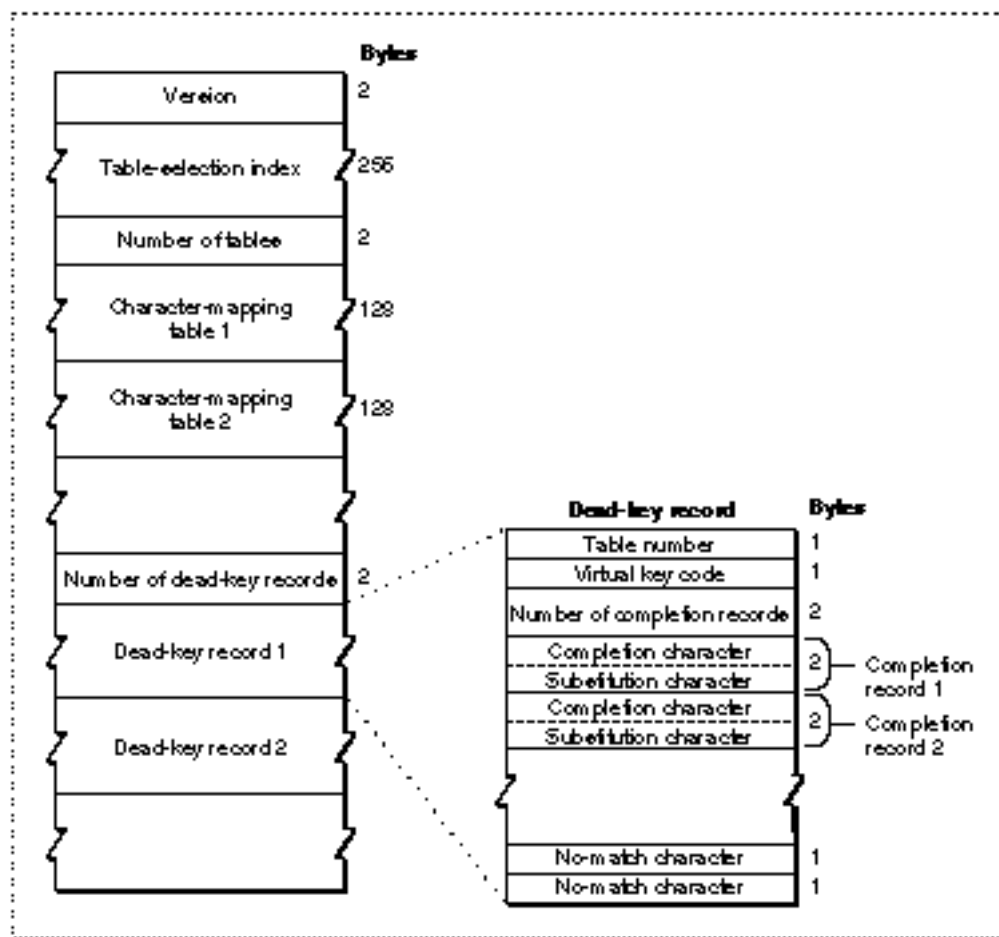 Bytes
Version 2
Table-selection index 256
Number of tables 2
Character-mapping
table 1 128
Character-mapping
table 2 128
Number of dead-key records 2
Dead-key record 1
Dead-key record 2
Dead-key record Bytes
Table number 1
Virtual key code 1
Number of completion records 2
Completion character
Substitution character
2 Completion
record 1
Completion character
Substitution character
2 Completion
record 2
No-match character 1
No-match character 1